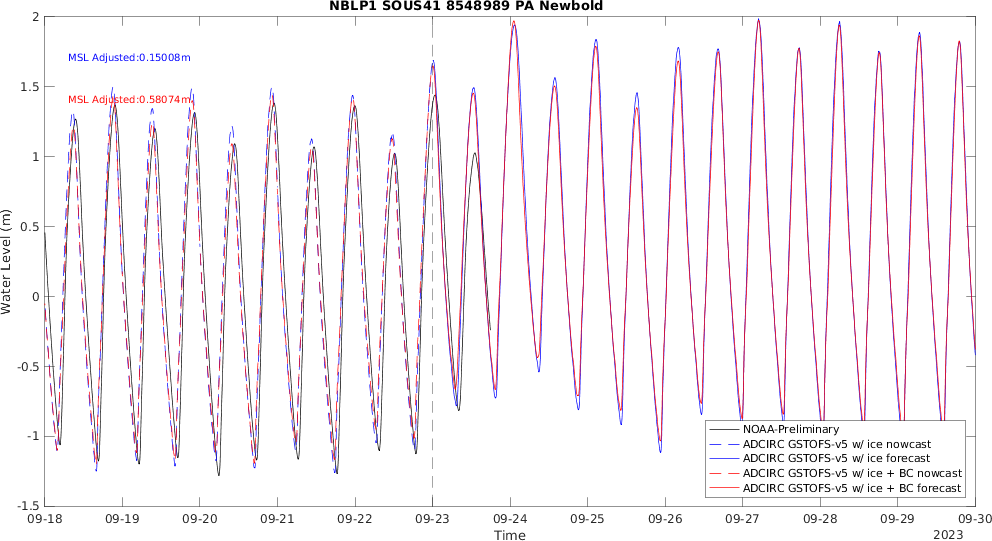 NBLP1 SOUS41 8548989 PA Newbold
MSL Adjusted:0.15008m
MSL Adjusted:0.58074m
Water Level (m)
2
1.5
1
0.5
0
-0.5
-1
-1.5
NOAA-Preliminary
ADCIRC GSTOFS-v5 w/ ice nowcast
ADCIRC GSTOFS-v5 w/ ice forecast
ADCIRC GSTOFS-v5 w/ ice + BC nowcast
ADCIRC GSTOFS-v5 w/ ice + BC forecast
09-18 09-19 09-20 09-21 09-22 09-23 09-24 09-25 09-26 09-27 09-28 09-29 09-30
Time
2023